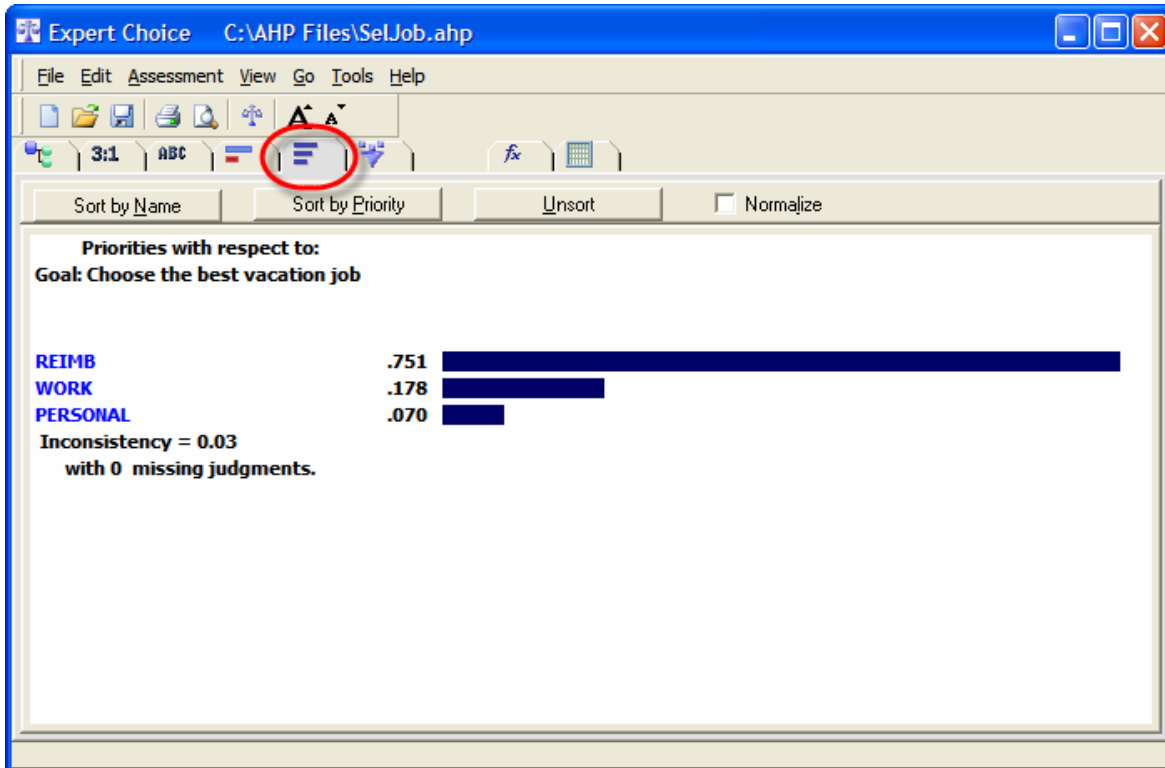 Expert Choice C:\AHP Files\SelJob.ahp
File Edit Assessment View Go Tools Help
A A
3:1 ABC fx
Sort by Name Sort by Priority Unsort Normalize
Priorities with respect to:
Goal: Choose the best vacation job
REIMB .751
WORK .178
PERSONAL .070
Inconsistency = 0.03
with 0 missing judgments.